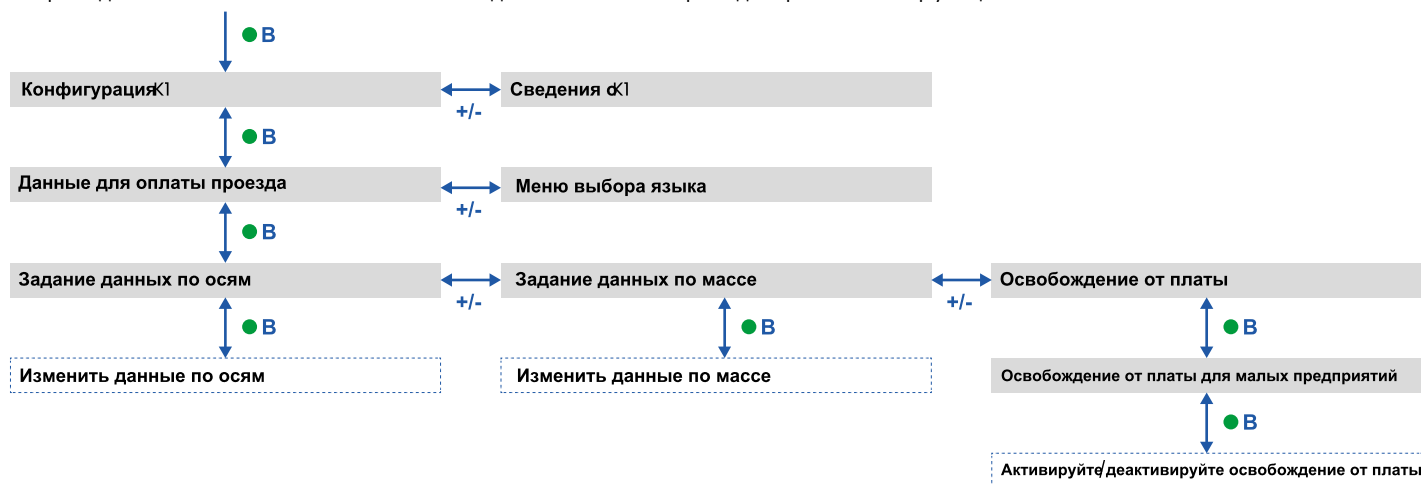 B
Конфигурация K1
+/-
Сведения о K1
B
Данные для оплаты проезда
+/-
Меню выбора языка
B
Задание данных по осям
+/-
Задание данных по массе
+/-
Освобождение от платы
B
B
B
Изменить данные по осям
Изменить данные по массе
Освобождение от платы для малых предприятий
B
Активируйте/деактивируйте освобождение от платы